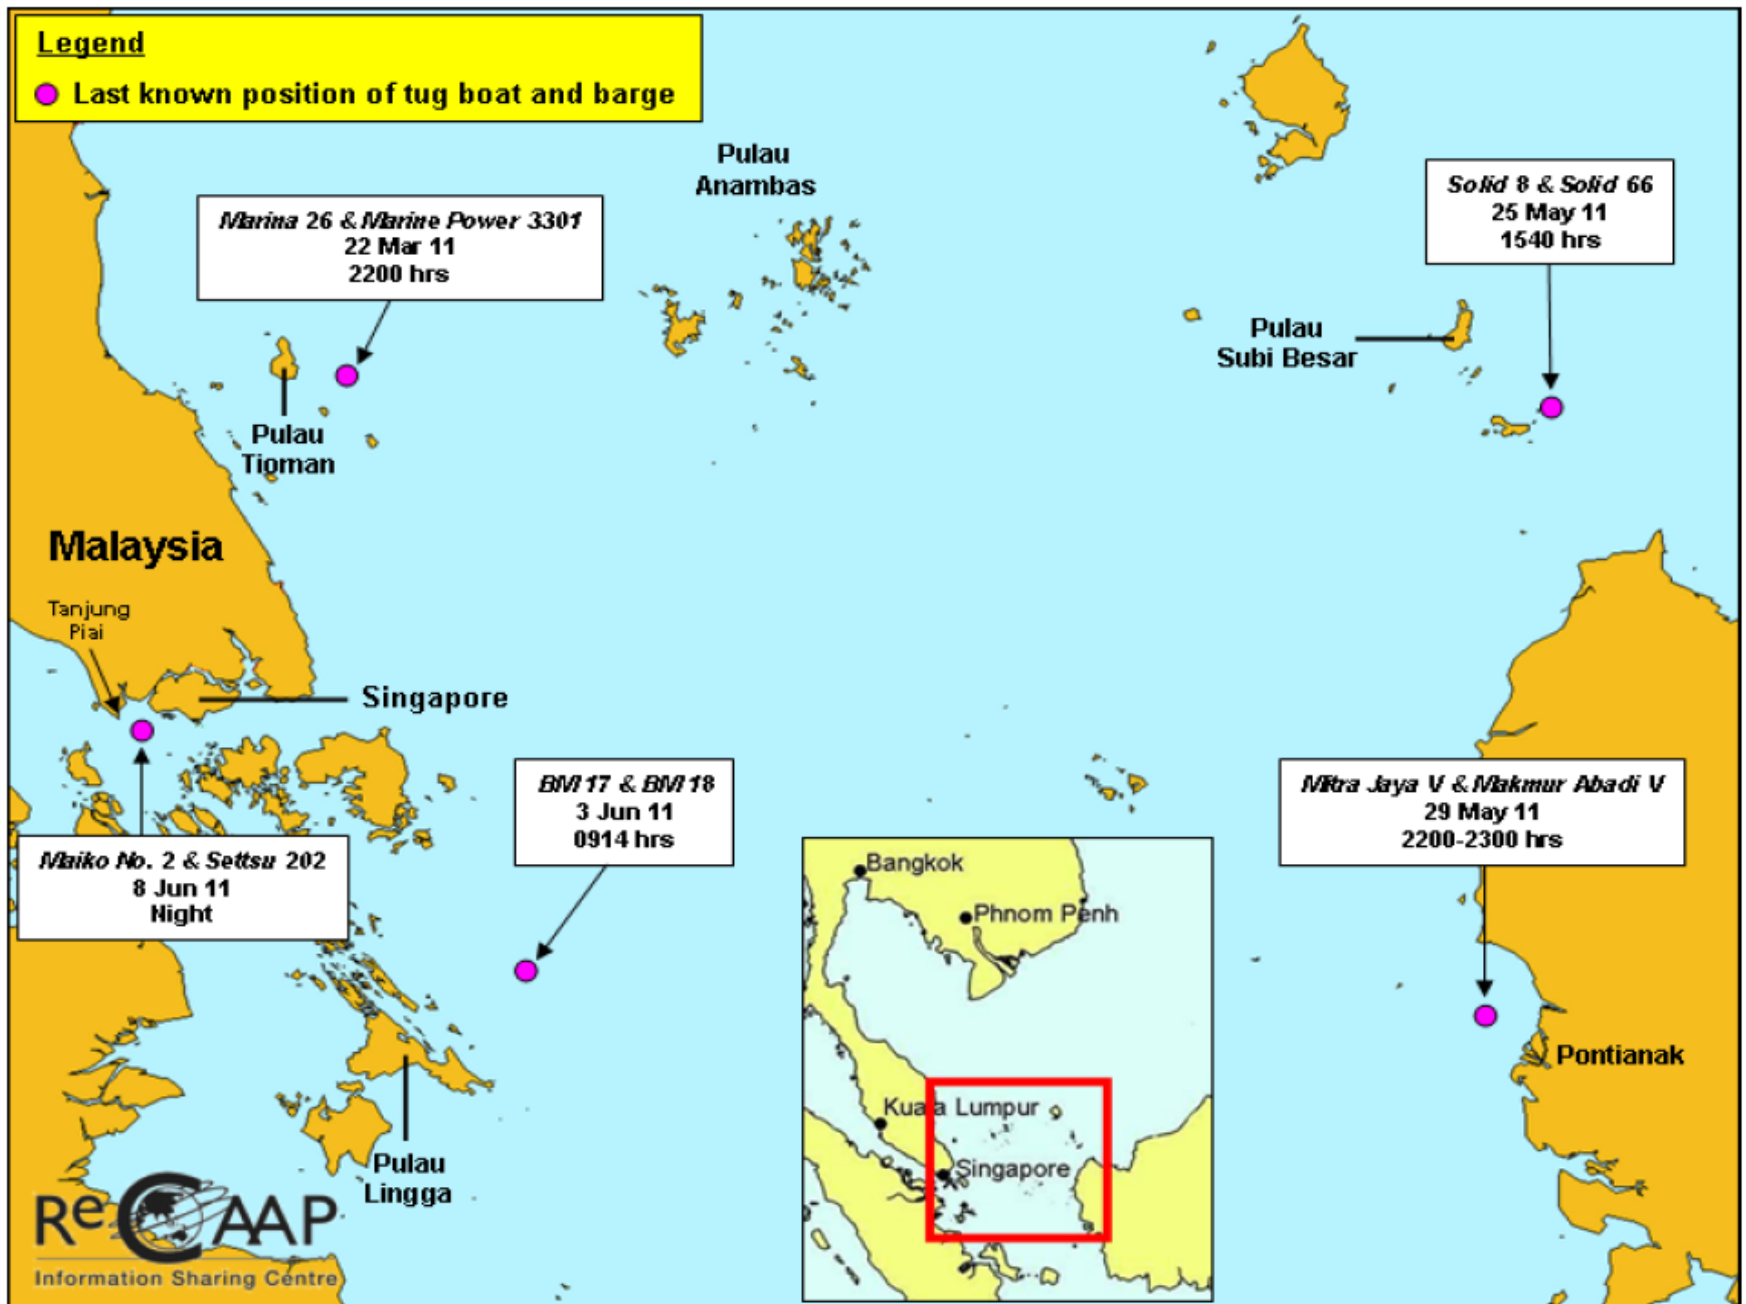 Legend
Last known position of tug boat and barge
Pulau
Anambas
Solid 8 & Solid 66
25 May 11
1540 hrs
Marina 26 & Marine Power 3301
22 Mar 11
2200 hrs
Pulau
Subi Besar
Pulau
Tioman
Malaysia
Tanjung
Piai
Singapore
BM 17 & BM 18
3 Jun 11
0914 hrs
Mitra Jaya V & Makmur Abadi V
29 May 11
2200-2300 hrs
Maiko No. 2 & Settsu 202
8 Jun 11
Night
Bangkok
Phnom Penh
Pontianak
Kuala Lumpur
Singapore
Pulau
Lingga
ReCAAP
Information Sharing Centre